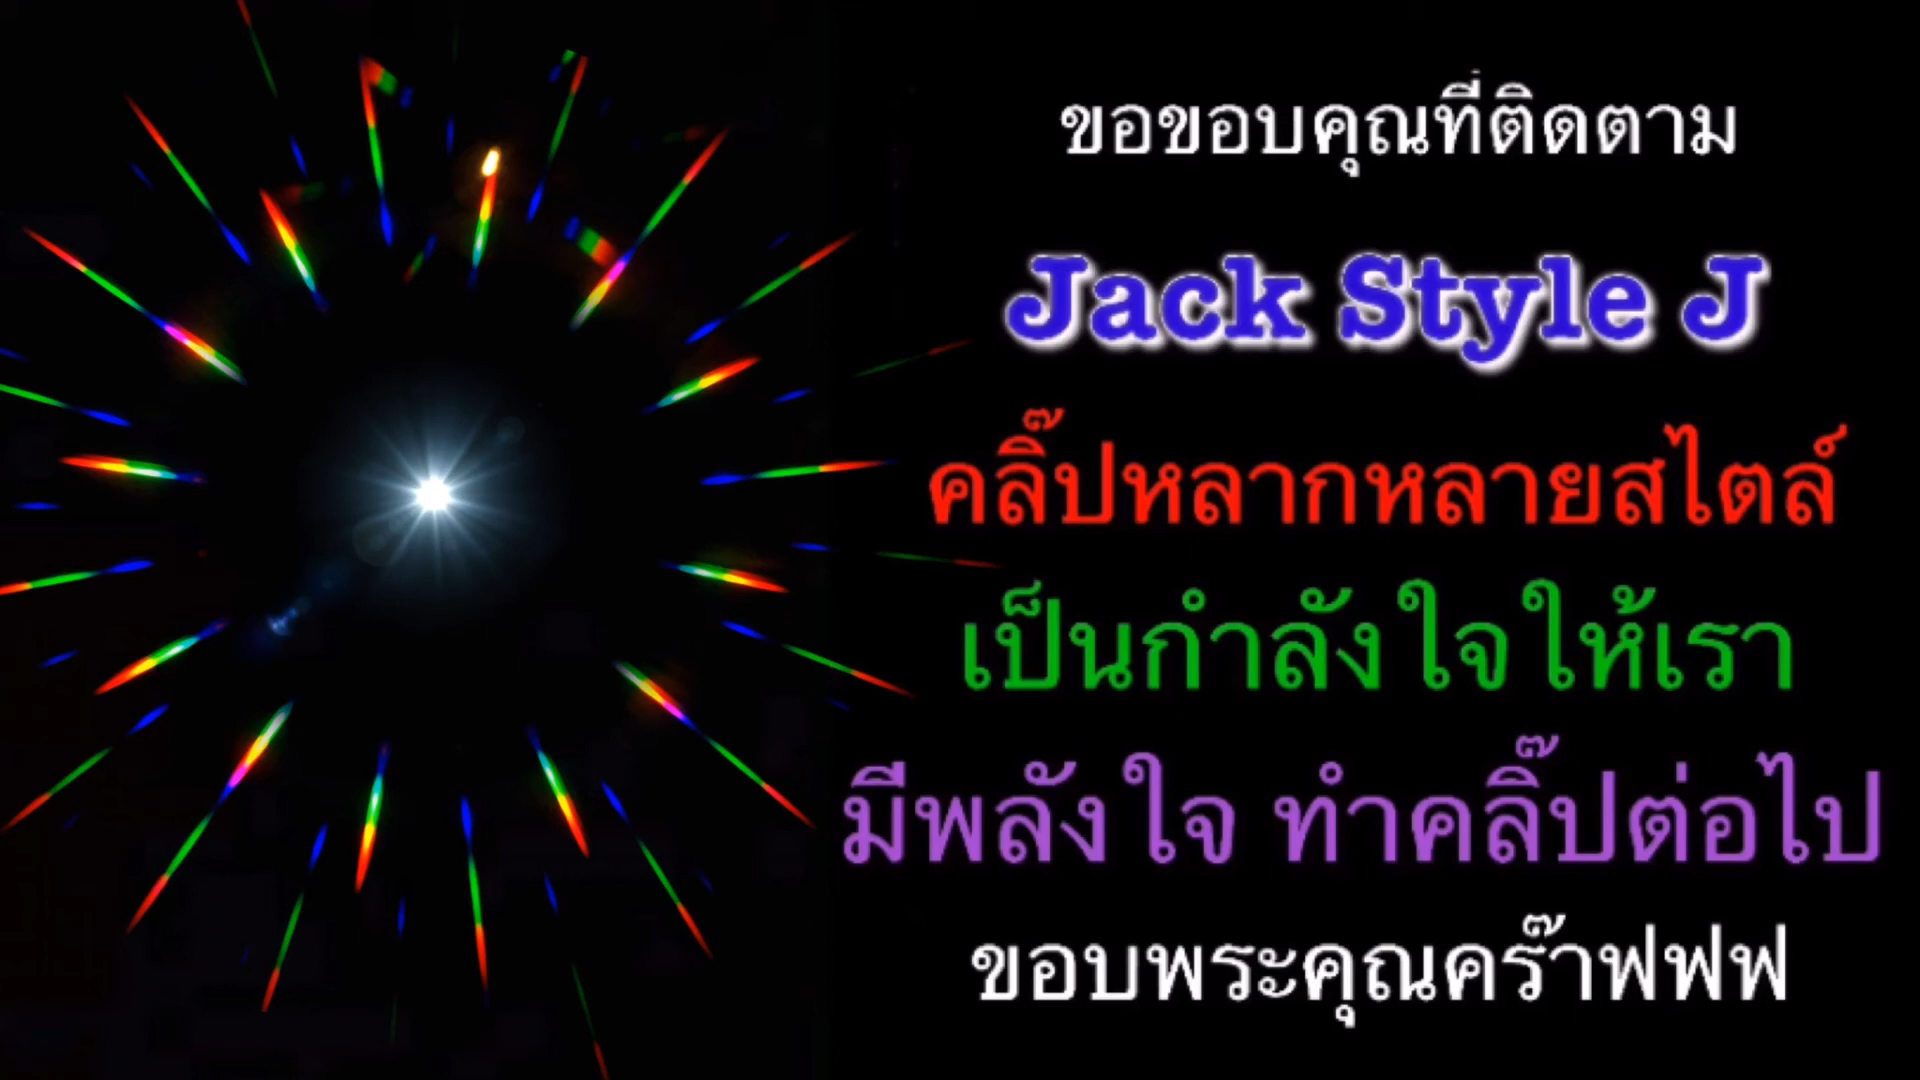 ขอขอบคุณที่ติดตาม
Jack Style J
คลิ๊ปหลากหลายสไตล์
เป็นกำลังใจให้เรา
มีพลังใจ ทำคลิ๊ปต่อไป
ขอบพระคุณคร๊าฟฟฟ